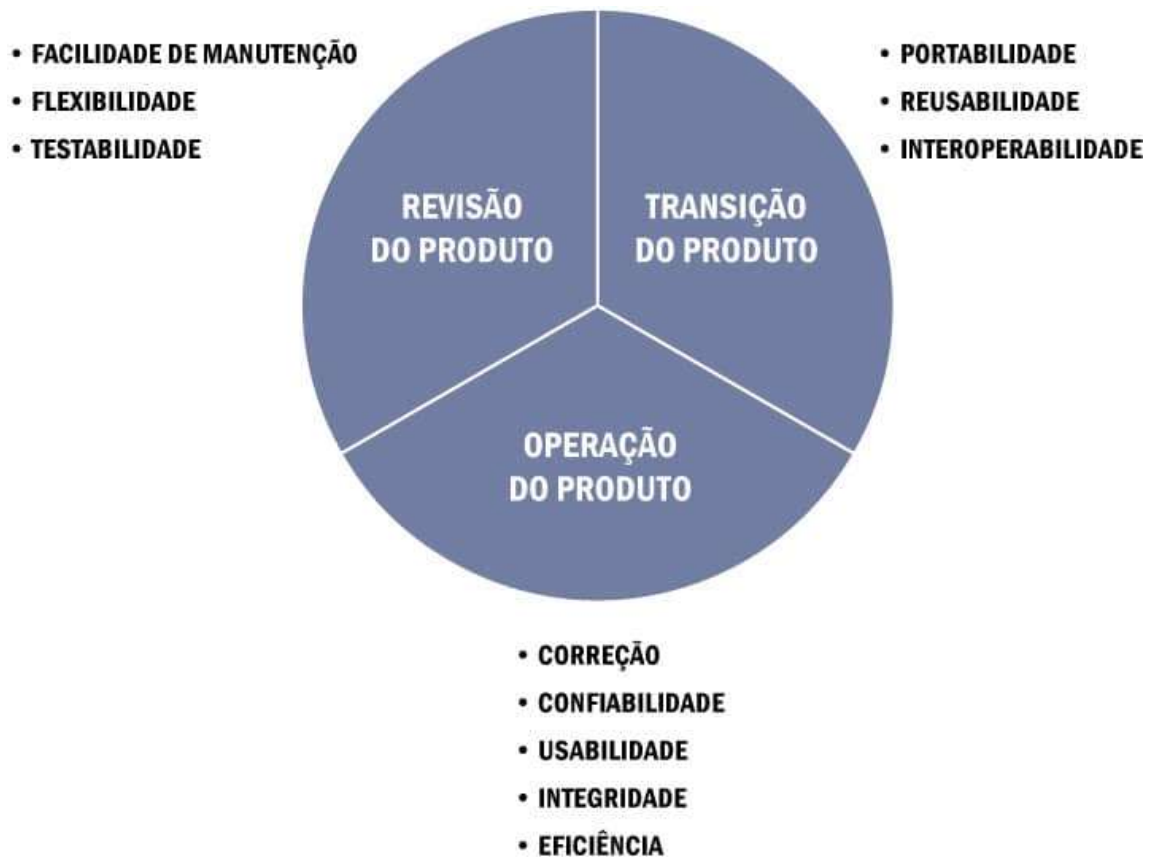 • FACILIDADE DE MANUTENÇÃO
• FLEXIBILIDADE
• TESTABILIDADE
• PORTABILIDADE
• REUSABILIDADE
• INTEROPERABILIDADE
REVISÃO
DO PRODUTO
TRANSIÇÃO
DO PRODUTO
OPERAÇÃO
DO PRODUTO
• CORREÇÃO
• CONFIABILIDADE
• USABILIDADE
• INTEGRIDADE
• EFICIÊNCIA